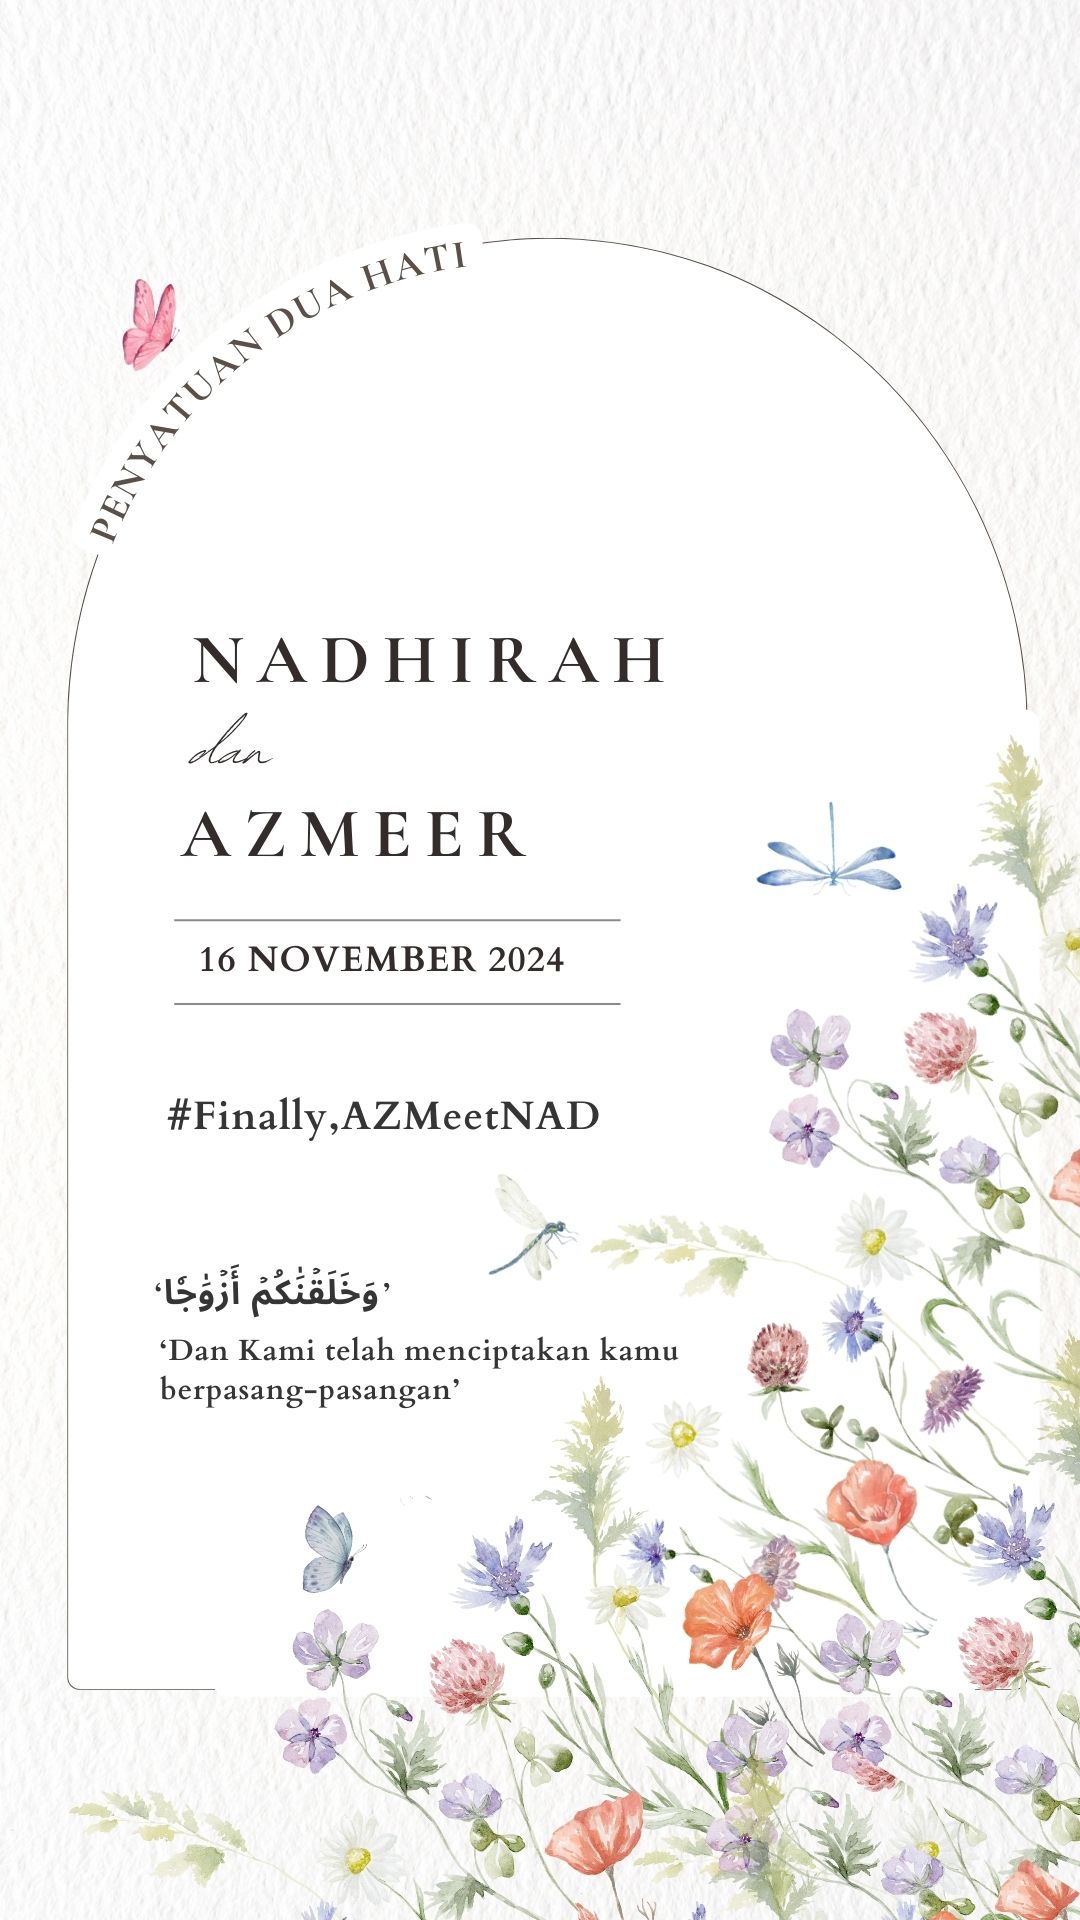 PENYATUAN DUA HATI
NADHIRAH
dan
AZMEER
16 NOVEMBER 2024
#Finally,AZMeetNAD
‘وَخَلَقۡنَٰكُمۡ أَزۡوَٰجٗا’
‘Dan Kami telah menciptakan kamu
berpasang-pasangan’